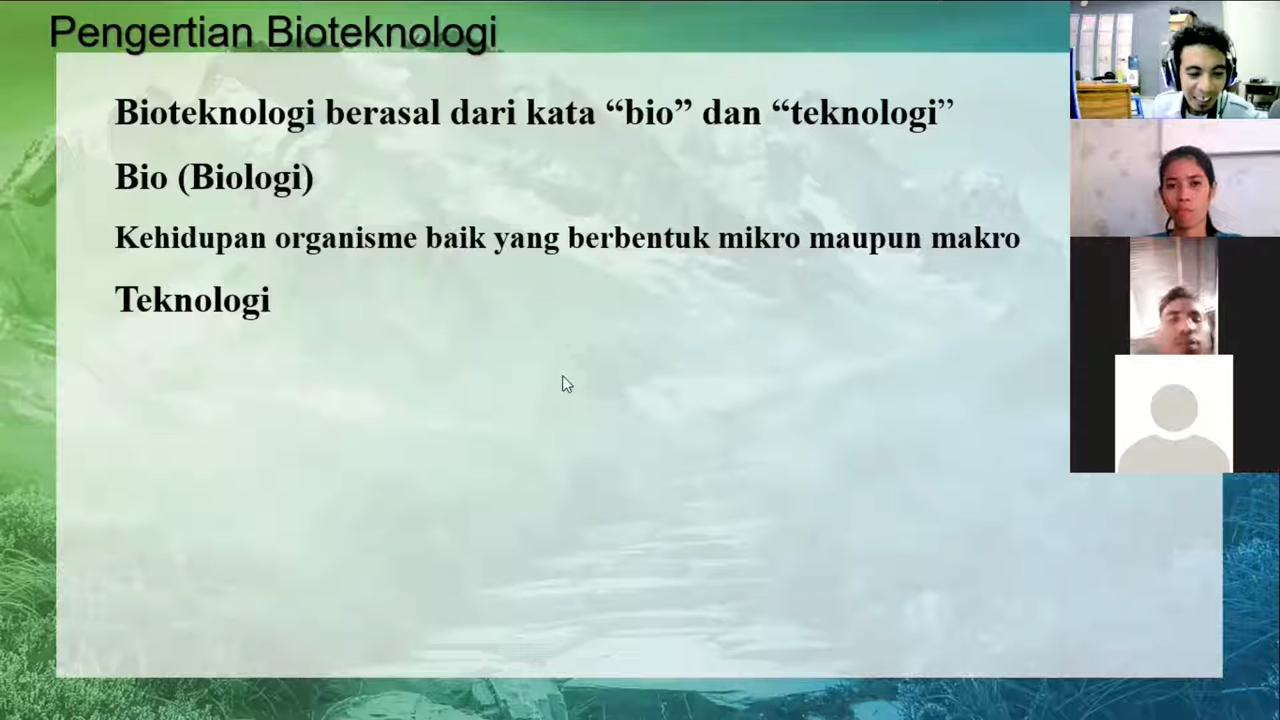 Pengertian Bioteknologi
Bioteknologi berasal dari kata “bio” dan “teknologi”
Bio (Biologi)
Kehidupan organisme baik yang berbentuk mikro maupun makro
Teknologi